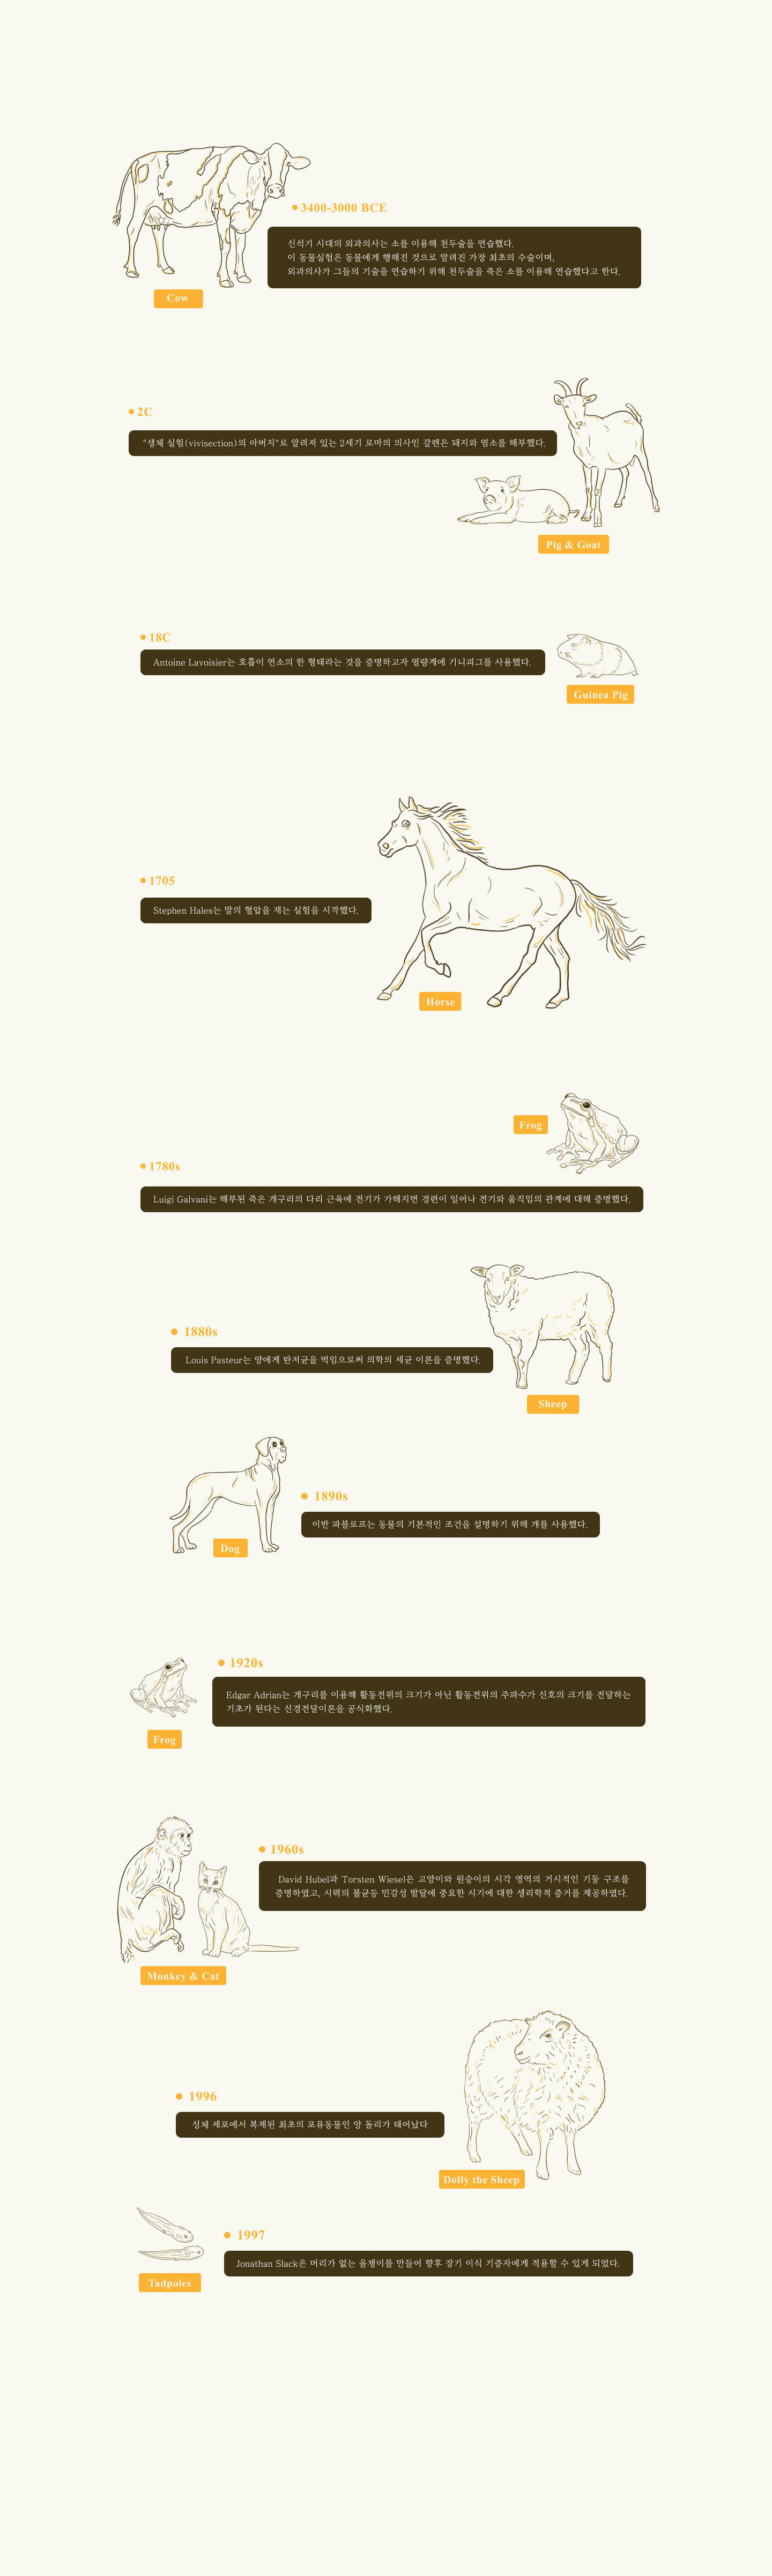 3400-3000 BCE
신석기 시대의 외과의사는 소를 이용해 천두술을 연습했다.
이 동물실험은 동물에게 행해진 것으로 알려진 가장 최초의 수술이며,
외과의사가 그들의 기술을 연습하기 위해 천두술을 죽은 소를 이용해 연습했다고 한다.
Cow
2C
"생체 실험(vivisection)의 아버지"로 알려져 있는 2세기 로마의 의사인 갈렌은 돼지와 염소를 해부했다.
Pig & Goat
18C
Antoine Lavoisier는 호흡이 연소의 한 형태라는 것을 증명하고자 열량계에 기니피그를 사용했다.
Guinea Pig
1705
Stephen Hales는 말의 혈압을 재는 실험을 시작했다.
Horse
Frog
1780s
Luigi Galvani는 해부된 죽은 개구리의 다리 근육에 전기가 가해지면 경련이 일어나 전기와 움직임의 관계에 대해 증명했다.
1880s
Louis Pasteur는 양에게 탄저균을 먹임으로써 의학의 세균 이론을 증명했다.
Sheep
1890s
이반 파블로프는 동물의 기본적인 조건을 설명하기 위해 개를 사용했다.
Dog
1920s
Edgar Adrian는 개구리를 이용해 활동전위의 크기가 아닌 활동전위의 주파수가 신호의 크기를 전달하는
기초가 된다는 신경전달이론을 공식화했다.
Frog
1960s
David Hubel과 Torsten Wiesel은 고양이와 원숭이의 시각 영역의 거시적인 기둥 구조를
증명하였고, 시력의 불균등 민감성 발달에 중요한 시기에 대한 생리학적 증거를 제공하였다.
Monkey & Cat
1996
성체 세포에서 복제된 최초의 포유동물인 양 돌리가 태어났다
Dolly the Sheep
1997
Jonathan Slack은 머리가 없는 올챙이를 만들어 향후 장기 이식 기증자에게 적용할 수 있게 되었다.
Tadpoles